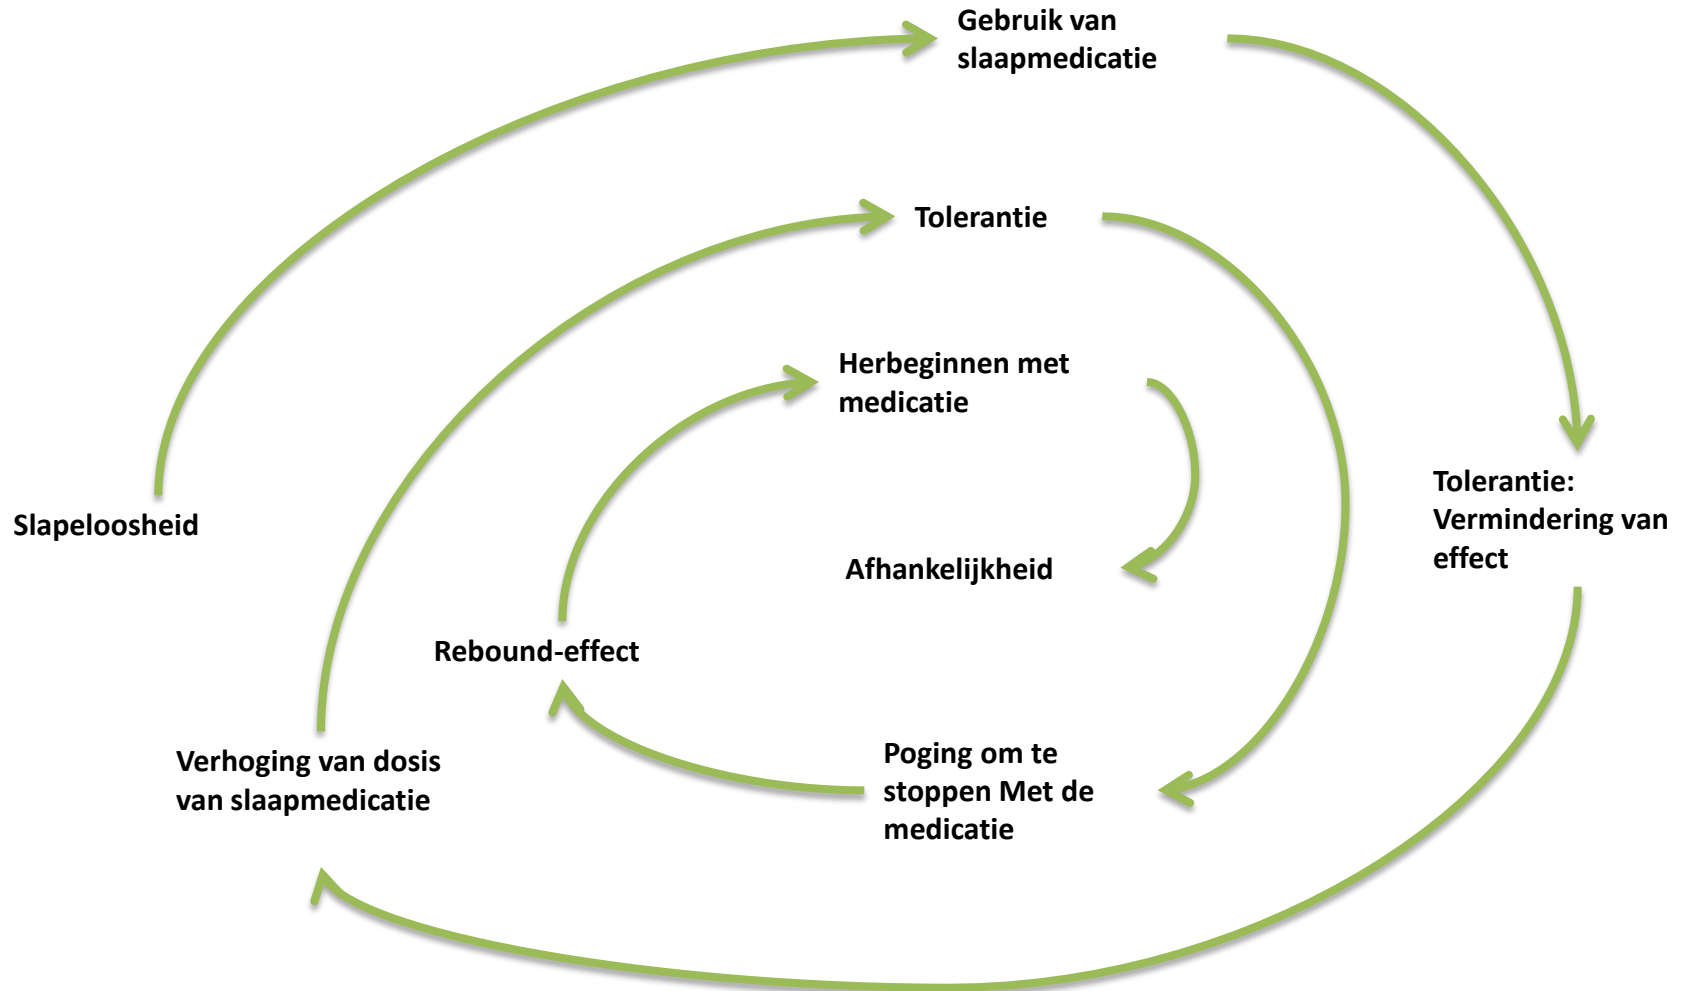 Gebruik van
slaapmedicatie
Tolerantie
Herbeginnen met
medicatie
Slapeloosheid
Tolerantie:
Vermindering van
effect
Afhankelijkheid
Rebound-effect
Verhoging van dosis
van slaapmedicatie
Poging om te
stoppen Met de
medicatie